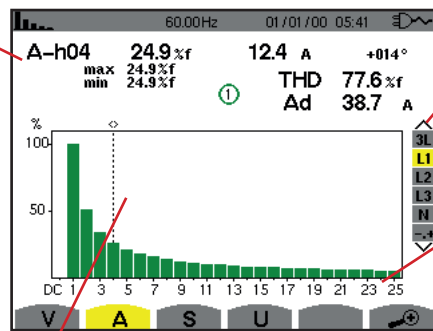 60.00Hz 01/01/00 05:41
A-h04 24.9 %f 12.4 A +014°
max 24.9%f
min 24.9%f
1 THD 77.6 %f
Ad 38.7 A
%
100
50
3L
L1
L2
L3
N
-.+
DC 1 3 5 7 9 11 13 15 17 19 21 23 25
V A S U